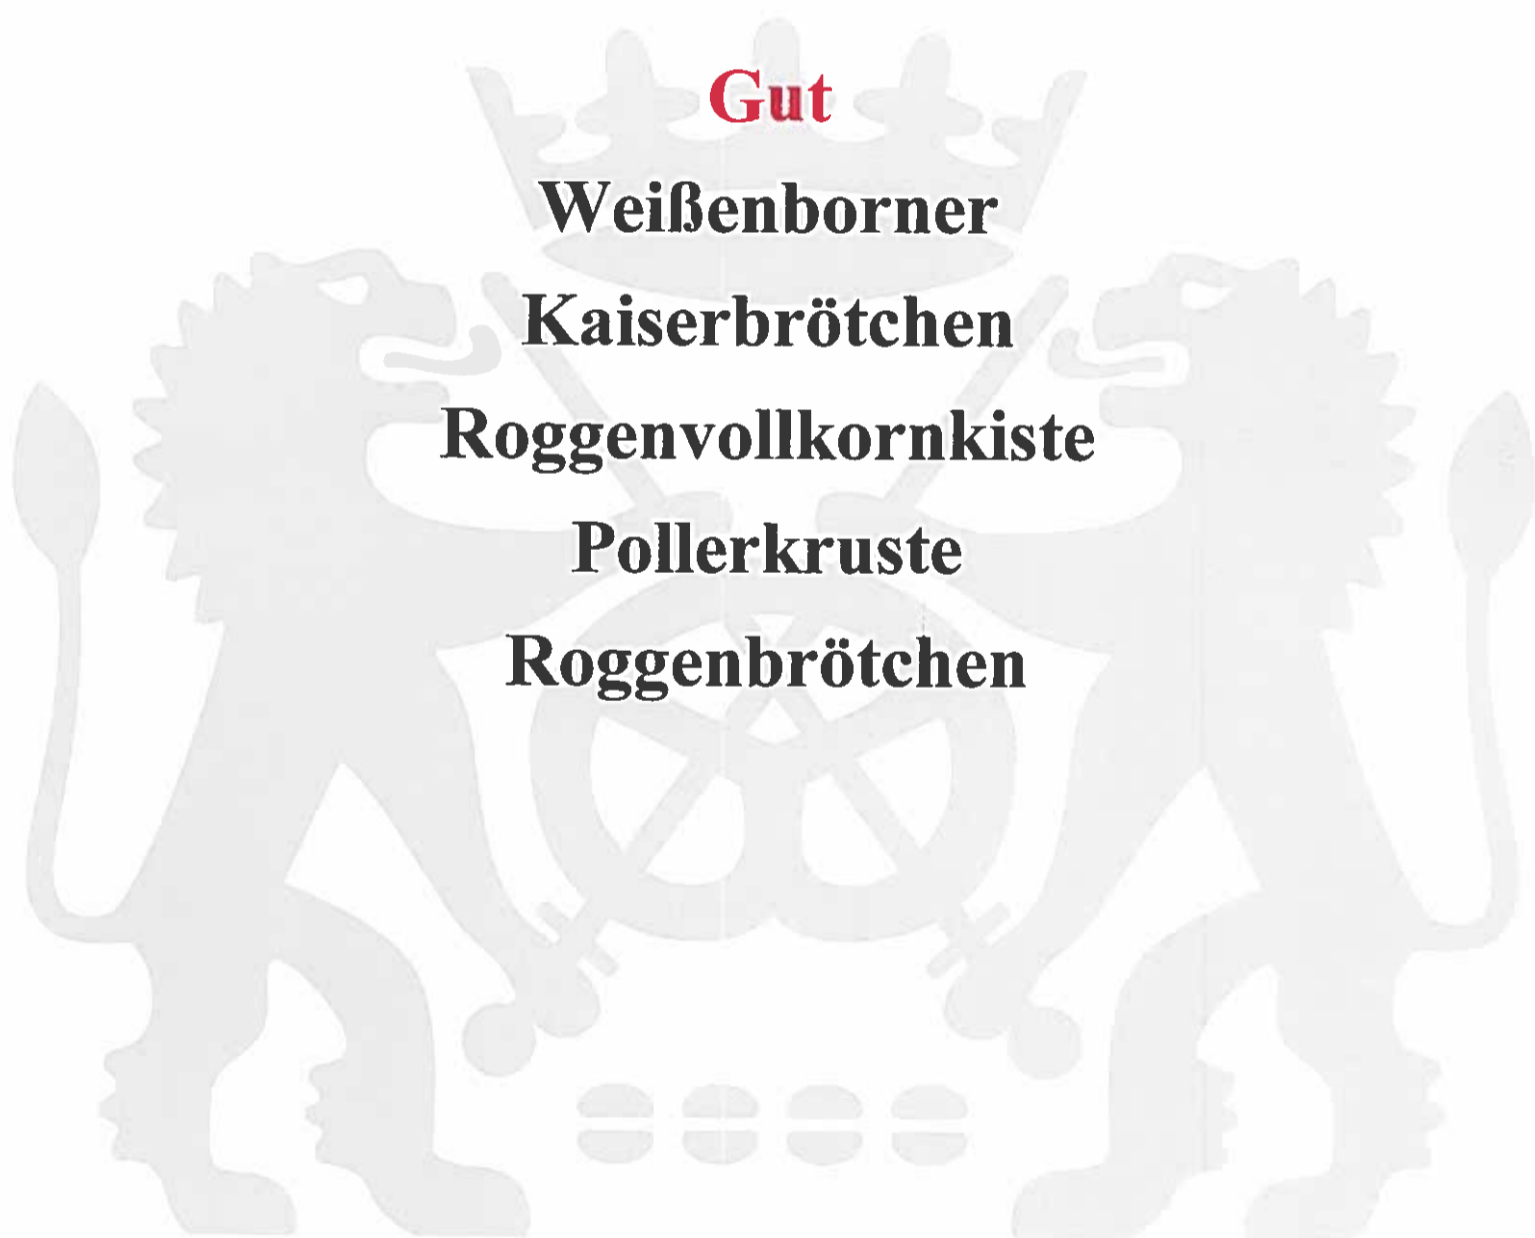 Gut
Weißenborner
Kaiserbrötchen
Roggenvollkornkiste
Pollerkruste
Roggenbrötchen